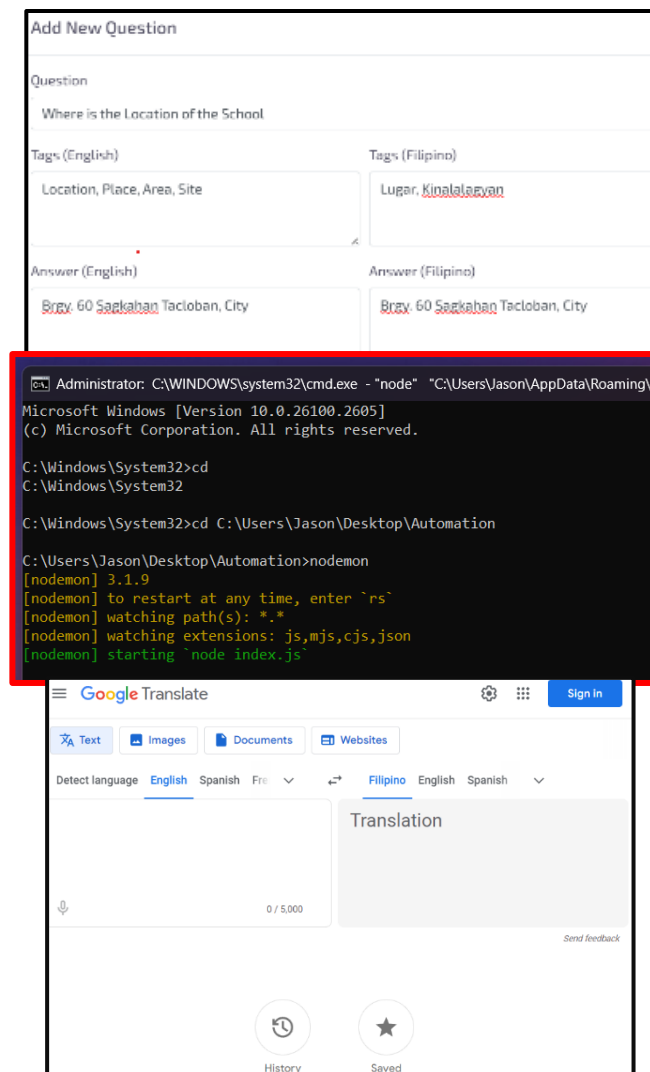 Add New Question
Question
Where is the Location of the School
Tags (English) Tags (Filipino)
Location, Place, Area, Site Lugar, Kinalalagyan
Answer (English) Answer (Filipino)
Brgy. 60 Sagkahan Tacloban, City Brgy. 60 Sagkahan Tacloban, City
Administrator: C:\WINDOWS\system32\cmd.exe - "node" "C:\Users\Jason\AppData\Roaming\
Microsoft Windows [Version 10.0.26100.2605]
(c) Microsoft Corporation. All rights reserved.
C:\Windows\System32>cd
C:\Windows\System32
C:\Windows\System32>cd C:\Users\Jason\Desktop\Automation
C:\Users\Jason\Desktop\Automation>nodemon
[nodemon] 3.1.9
[nodemon] to restart at any time, enter `rs`
[nodemon] watching path(s): *.*
[nodemon] watching extensions: js,mjs,cjs,json
[nodemon] starting `node index.js`
Google Translate Sign in
Text Images Documents Websites
Detect language English Spanish Fre Filipino English Spanish
Translation
0 / 5,000
Send feedback
History Saved